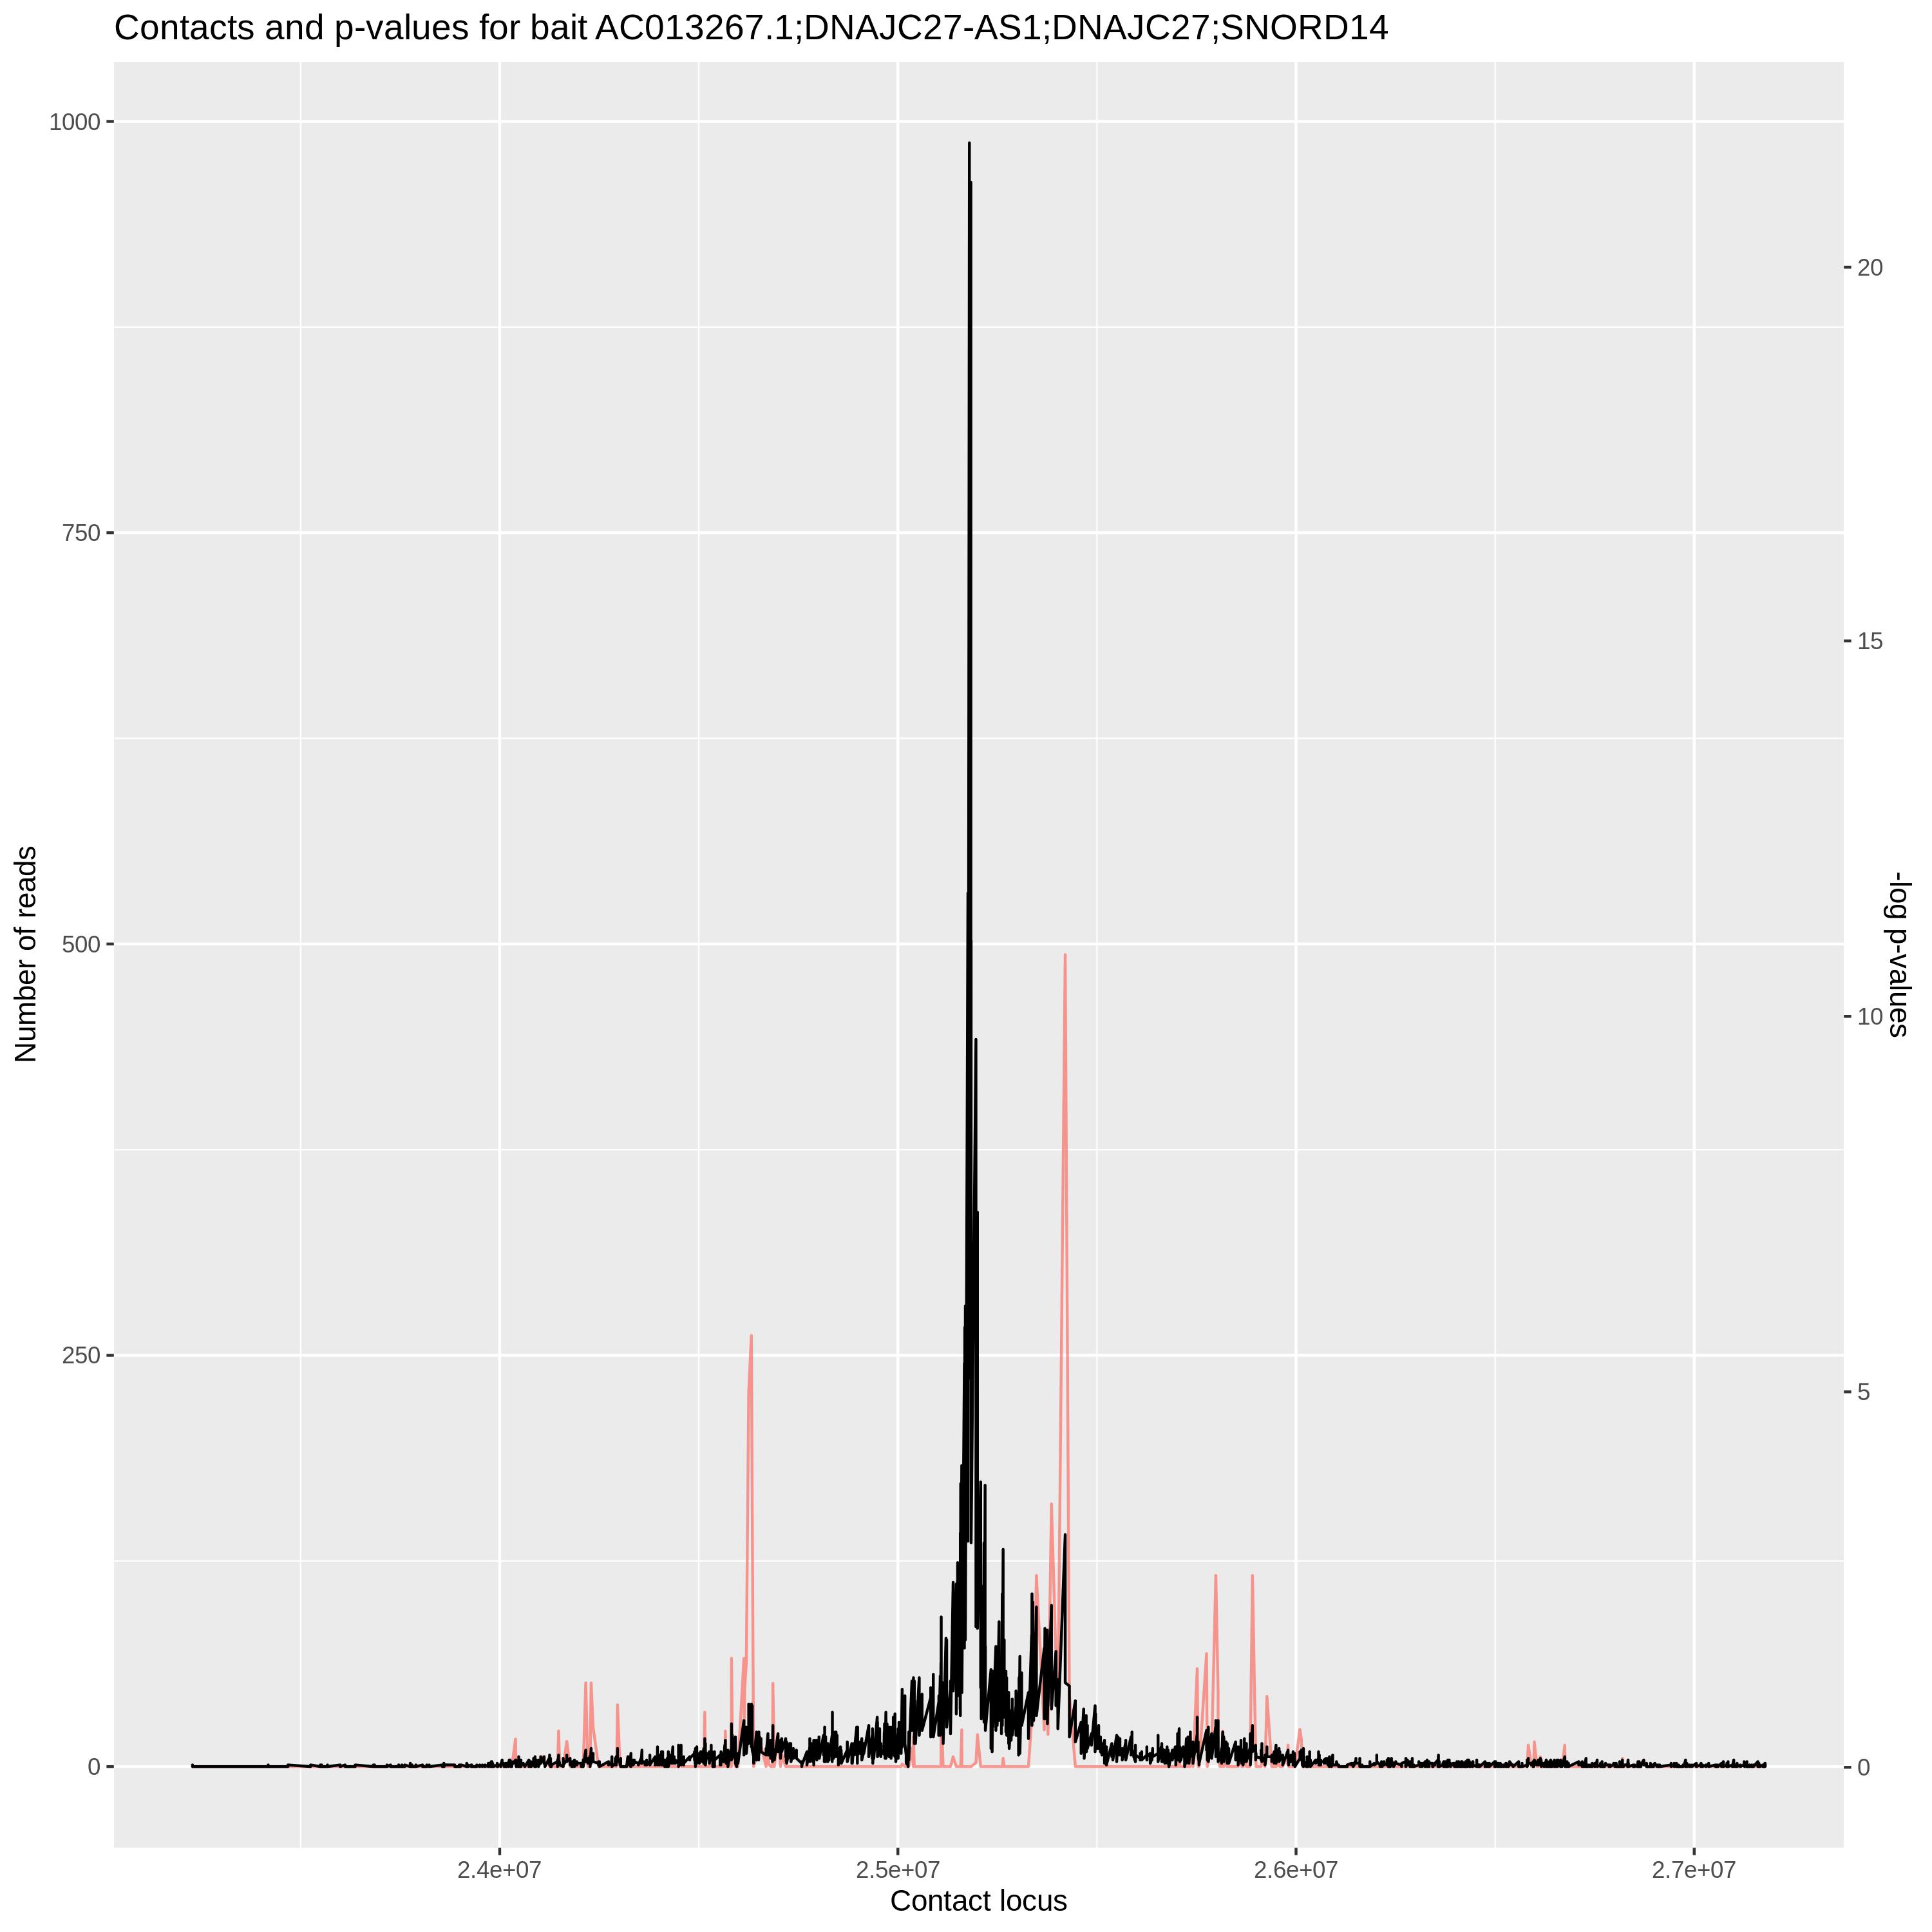 Contacts and p-values for bait AC013267.1;DNAJC27-AS1;DNAJC27;SNORD14
1000
750
500
250
0
Number of reads
20
15
10
5
0
-log p-values
2.4e+07
2.5e+07
2.6e+07
2.7e+07
Contact locus